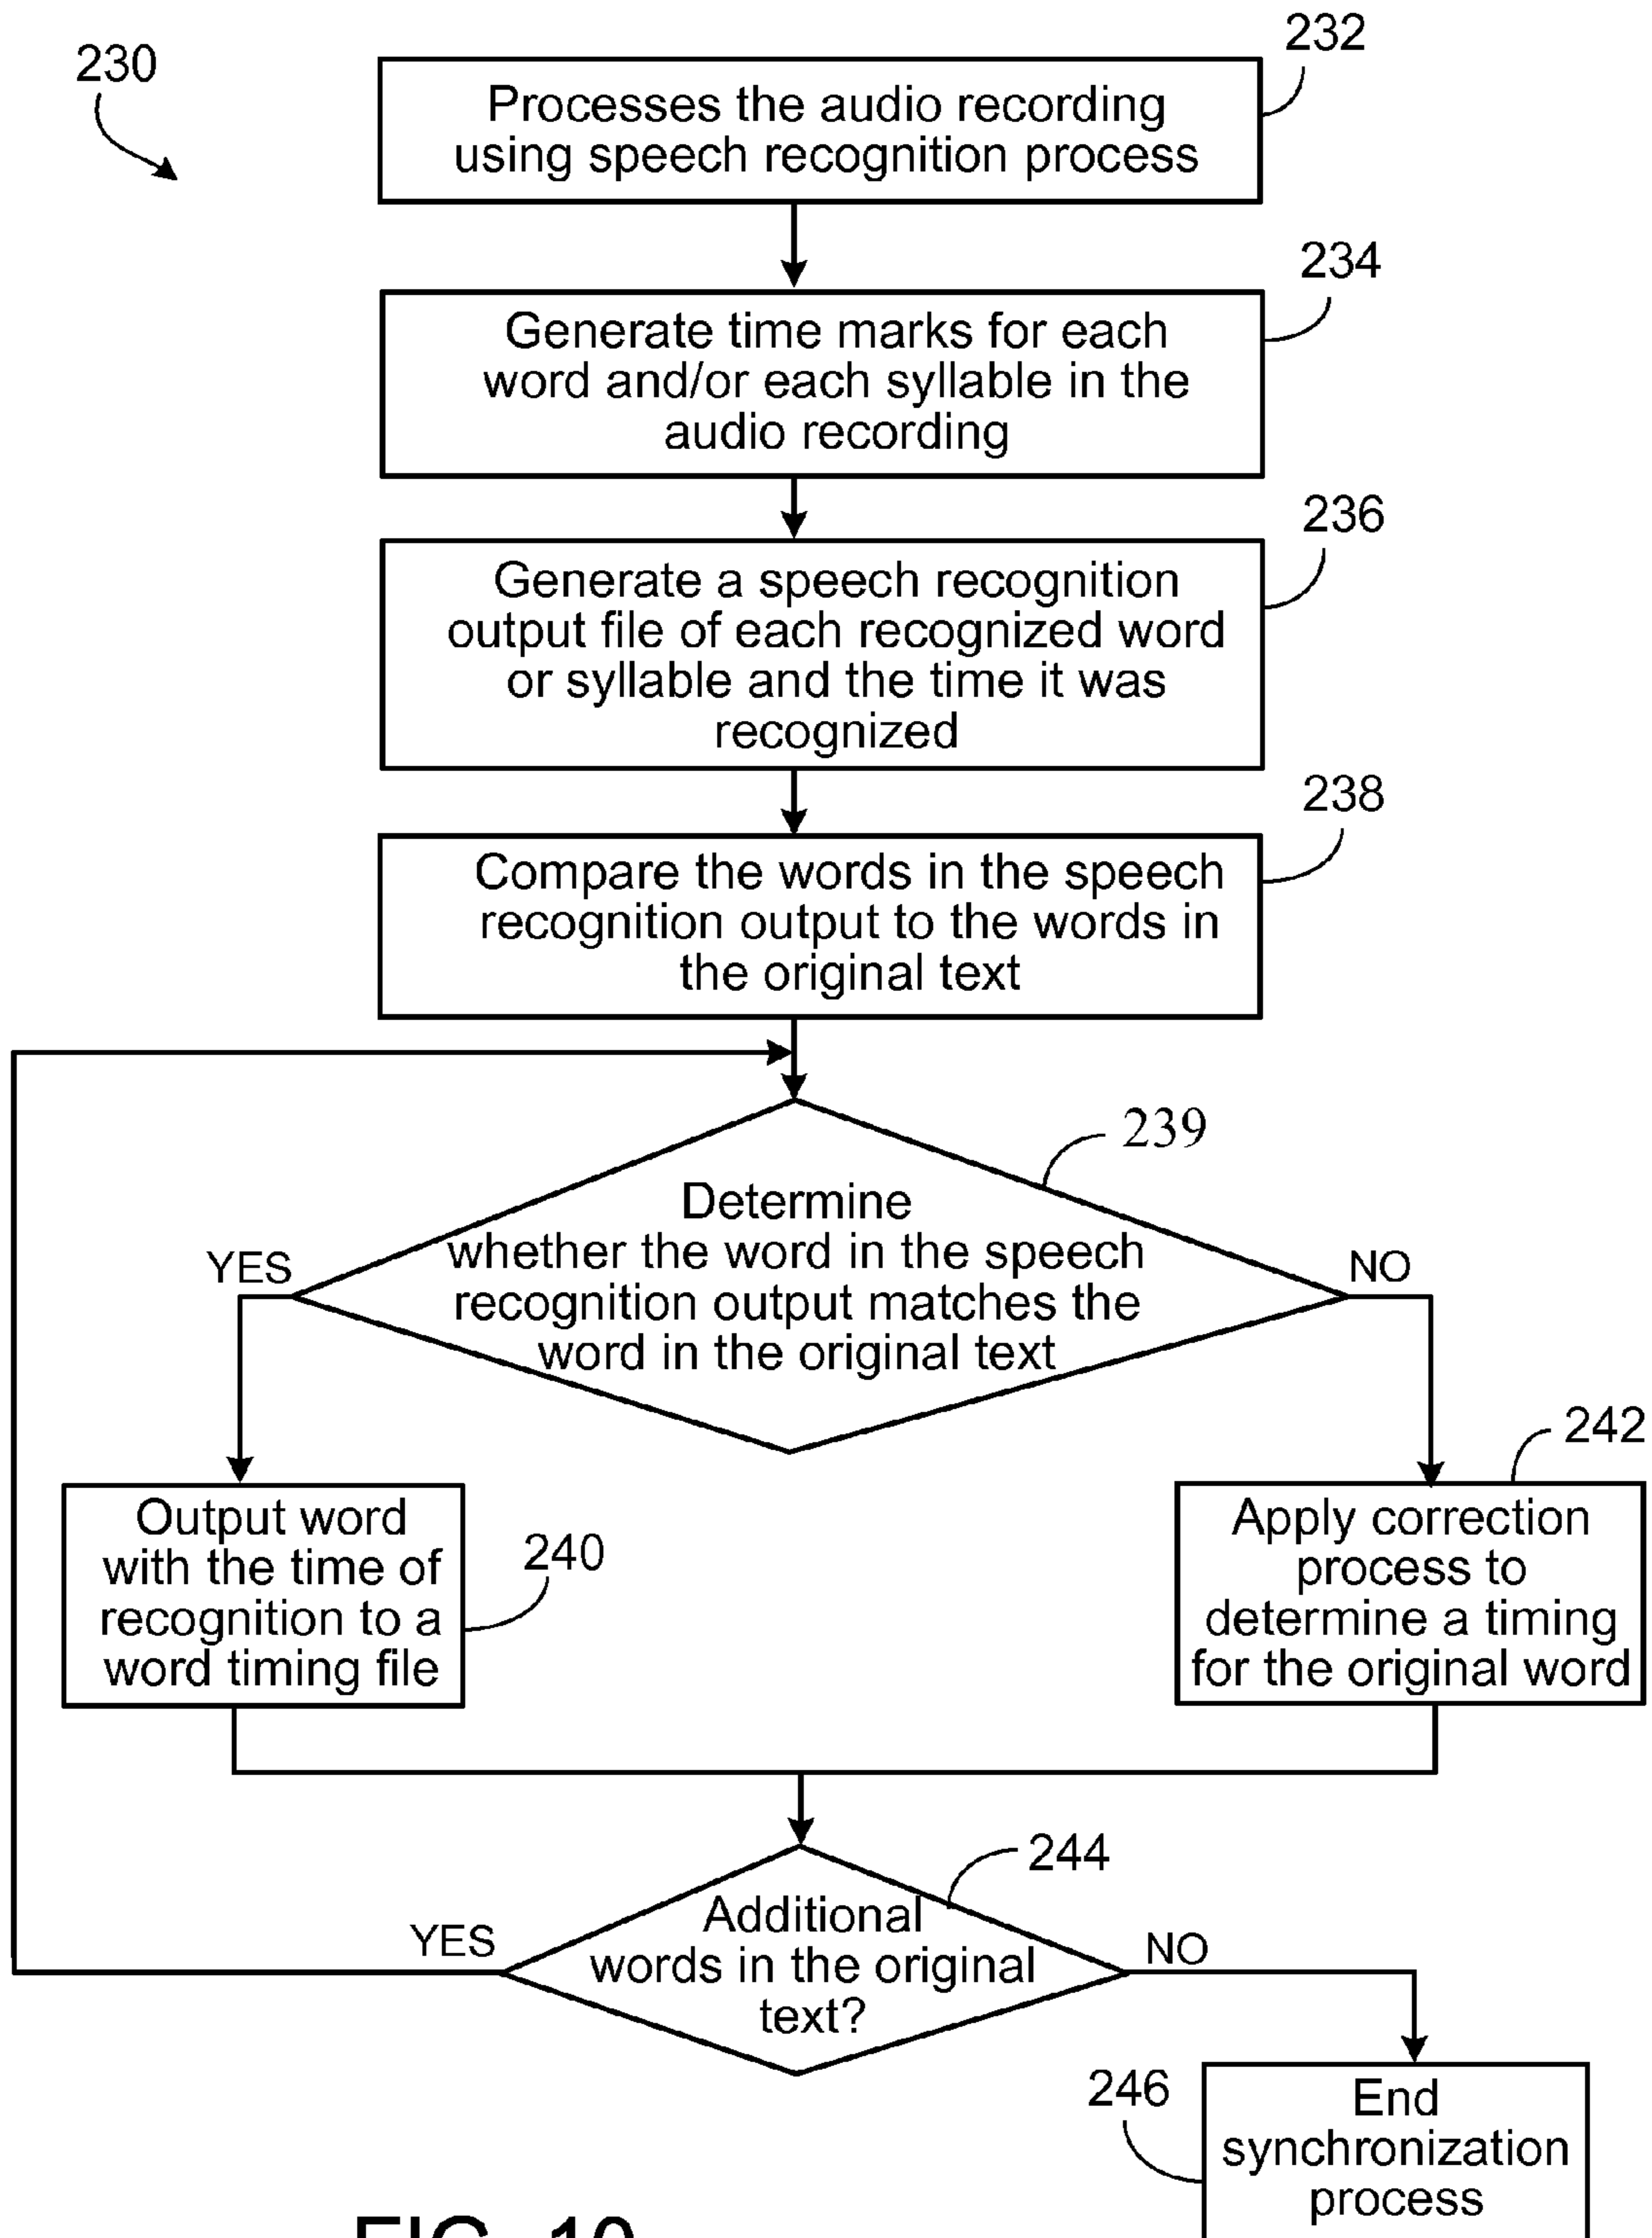 230
232
Processes the audio recording
using speech recognition process
234
Generate time marks for each
word and/or each syllable in the
audio recording
236
Generate a speech recognition
output file of each recognized word
or syllable and the time it was
recognized
238
Compare the words in the speech
recognition output to the words in
the original text
239
Determine
whether the word in the speech
recognition output matches the
word in the original text
YES
NO
240
Output word
with the time of
recognition to a
word timing file
242
Apply correction
process to
determine a timing
for the original word
244
Additional
words in the original
text?
YES
NO
246
End
synchronization
process
FIG. 10